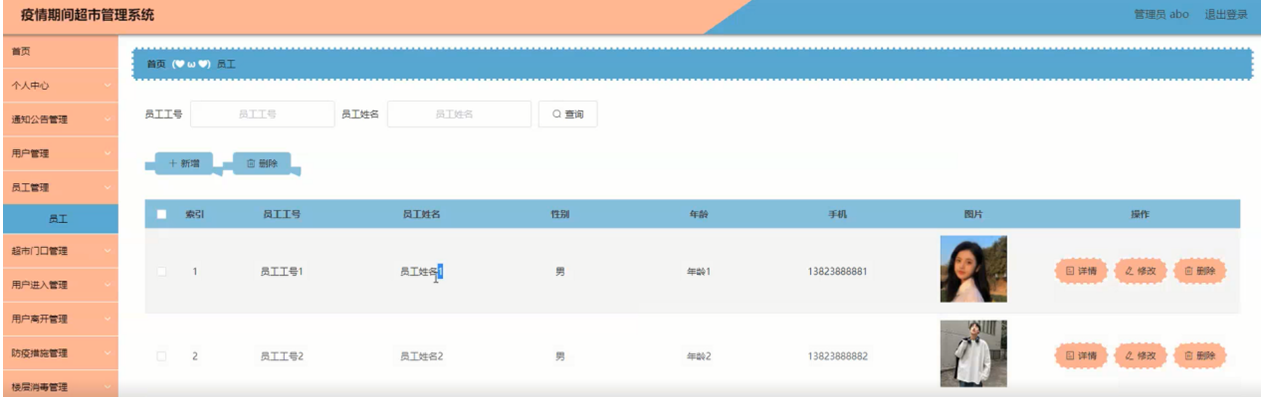 疫情期间超市管理系统
管理员 abo 退出登录
首页
个人中心
通知公告管理
用户管理
员工管理
员工
超市门口管理
用户进入管理
用户离开管理
防疫措施管理
楼层消毒管理
首页 (♥ω♥) 员工
员工工号 员工工号 员工姓名 员工姓名 查询
+ 新增 删除
索引 员工工号 员工姓名 性别 年龄 手机 图片 操作
1 员工工号1 员工姓名1 男 年龄1 13823888881 详情 修改 删除
2 员工工号2 员工姓名2 男 年龄2 13823888882 详情 修改 删除